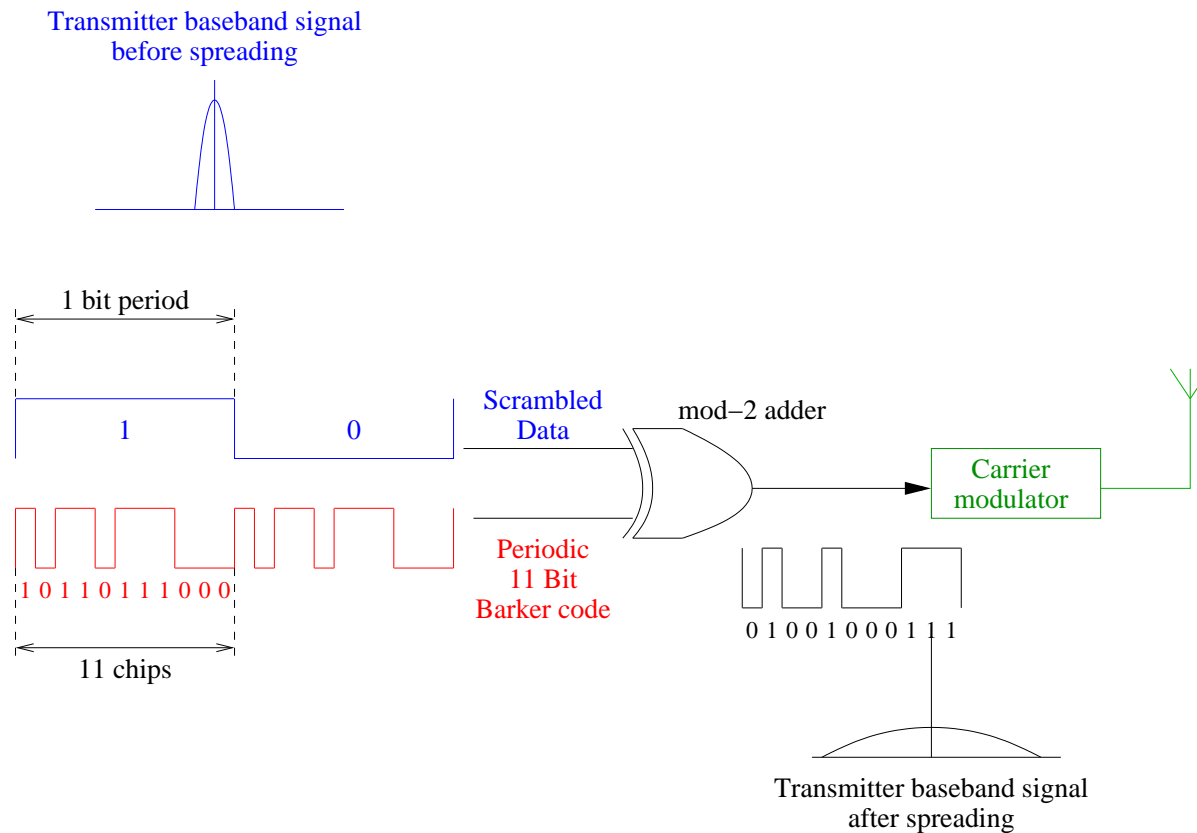 Transmitter baseband signal
before spreading
1 bit period
1
0
Scrambled
Data
mod−2 adder
Carrier
modulator
Periodic
11 Bit
Barker code
1 0 1 1 0 1 1 1 0 0 0
0 1 0 0 1 0 0 0 1 1 1
11 chips
Transmitter baseband signal
after spreading